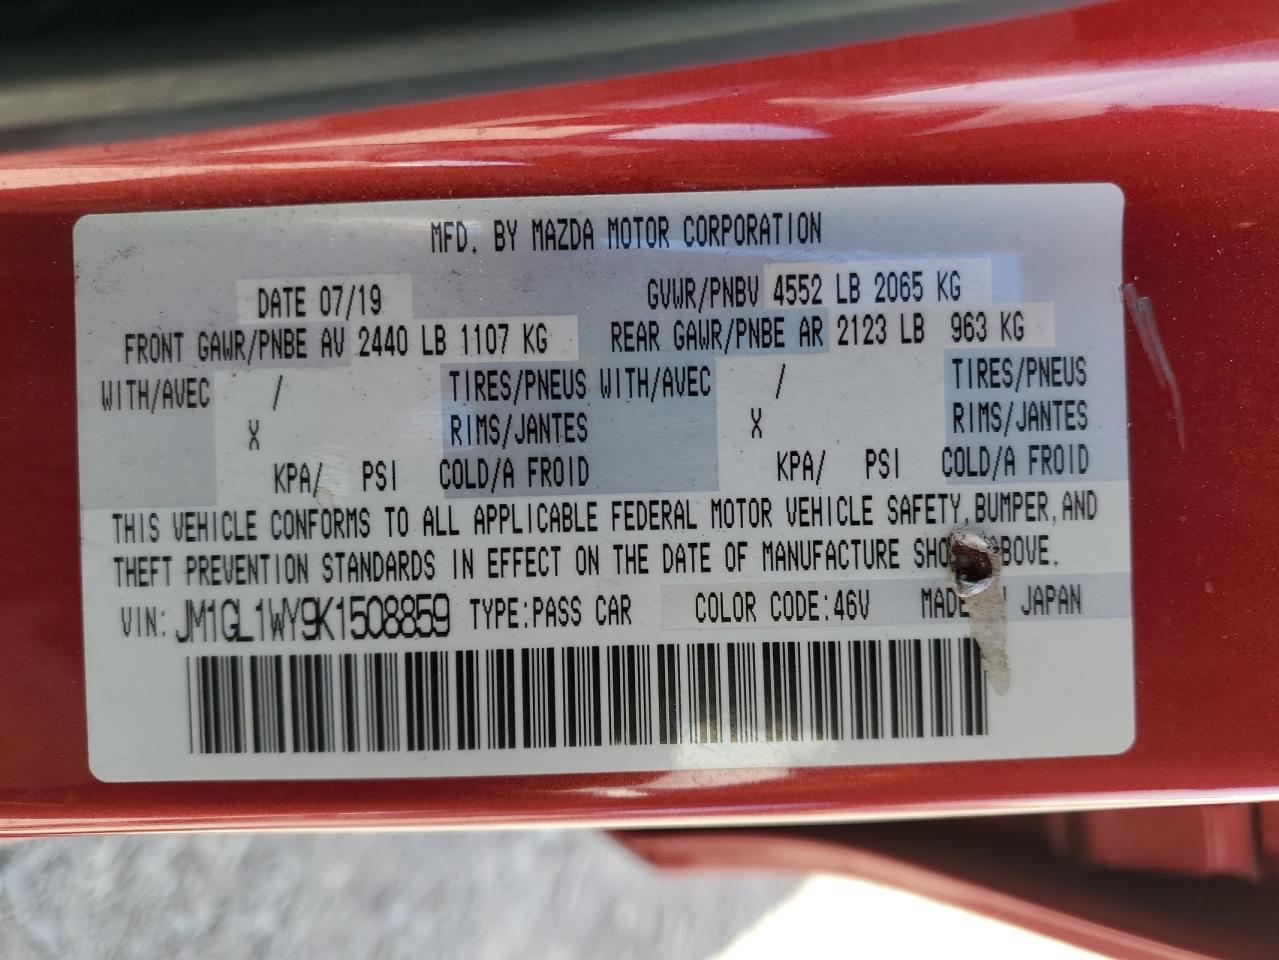 MFD. BY MAZDA MOTOR CORPORATION
DATE 07/19 GVWR/PNBV 4552 LB 2065 KG
FRONT GAWR/PNBE AV 2440 LB 1107 KG REAR GAWR/PNBE AR 2123 LB 963 KG
WITH/AVEC / TIRES/PNEUS WITH/AVEC / TIRES/PNEUS
X RIMS/JANTES X RIMS/JANTES
KPA/ PSI COLD/A FROID KPA/ PSI COLD/A FROID
THIS VEHICLE CONFORMS TO ALL APPLICABLE FEDERAL MOTOR VEHICLE SAFETY, BUMPER, AND
THEFT PREVENTION STANDARDS IN EFFECT ON THE DATE OF MANUFACTURE
VIN: JM1GL1WY9K1508859 TYPE:PASS CAR COLOR CODE:46V MADE JAPAN